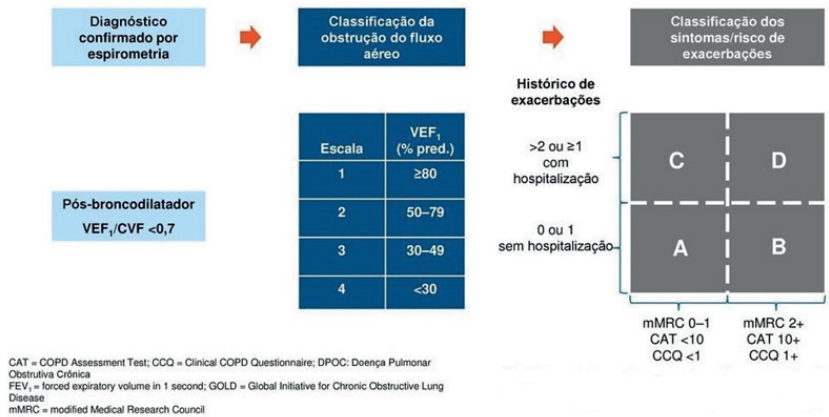 Diagnóstico
confirmado por
espirometria
Classificação da
obstrução do fluxo
aéreo
Classificação dos
sintomas/risco de
exacerbações
Pós-broncodilatador
VEF₁/CVF <0,7
Escala
VEF₁
(% pred.)
1
≥80
2
50–79
3
30–49
4
<30
Histórico de
exacerbações
>2 ou ≥1
com
hospitalização
0 ou 1
sem hospitalização
C
D
A
B
mMRC 0–1
CAT <10
CCQ <1
mMRC 2+
CAT 10+
CCQ 1+
CAT = COPD Assessment Test; CCQ = Clinical COPD Questionnaire; DPOC: Doença Pulmonar
Obstrutiva Crônica
FEV₁ = forced expiratory volume in 1 second; GOLD = Global Initiative for Chronic Obstructive Lung
Disease
mMRC = modified Medical Research Council